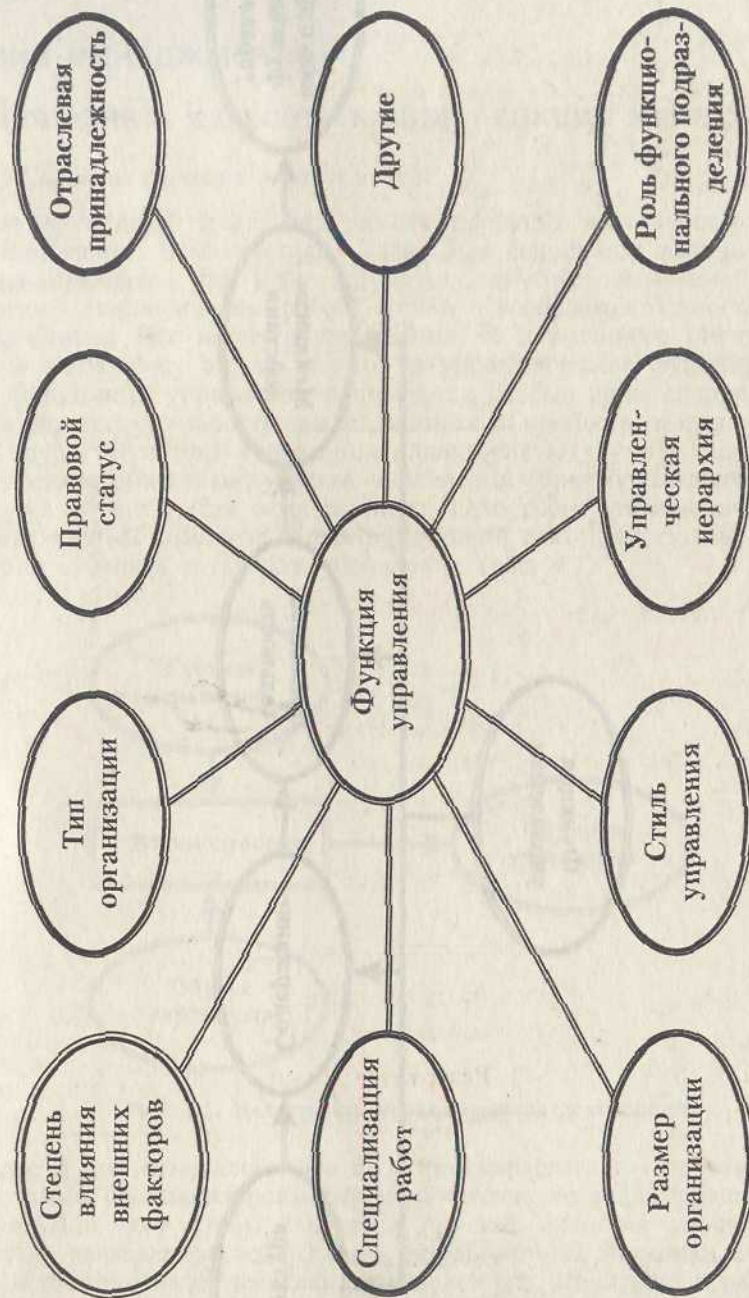 Степень
влияния
внешних
факторов
Тип
организации
Правовой
статус
Отраслевая
принадлежность
Специализация
работ
Функция
управления
Другие
Размер
организации
Стиль
управления
Управлен-
ческая
иерархия
Роль функцио-
нального подраз-
деления